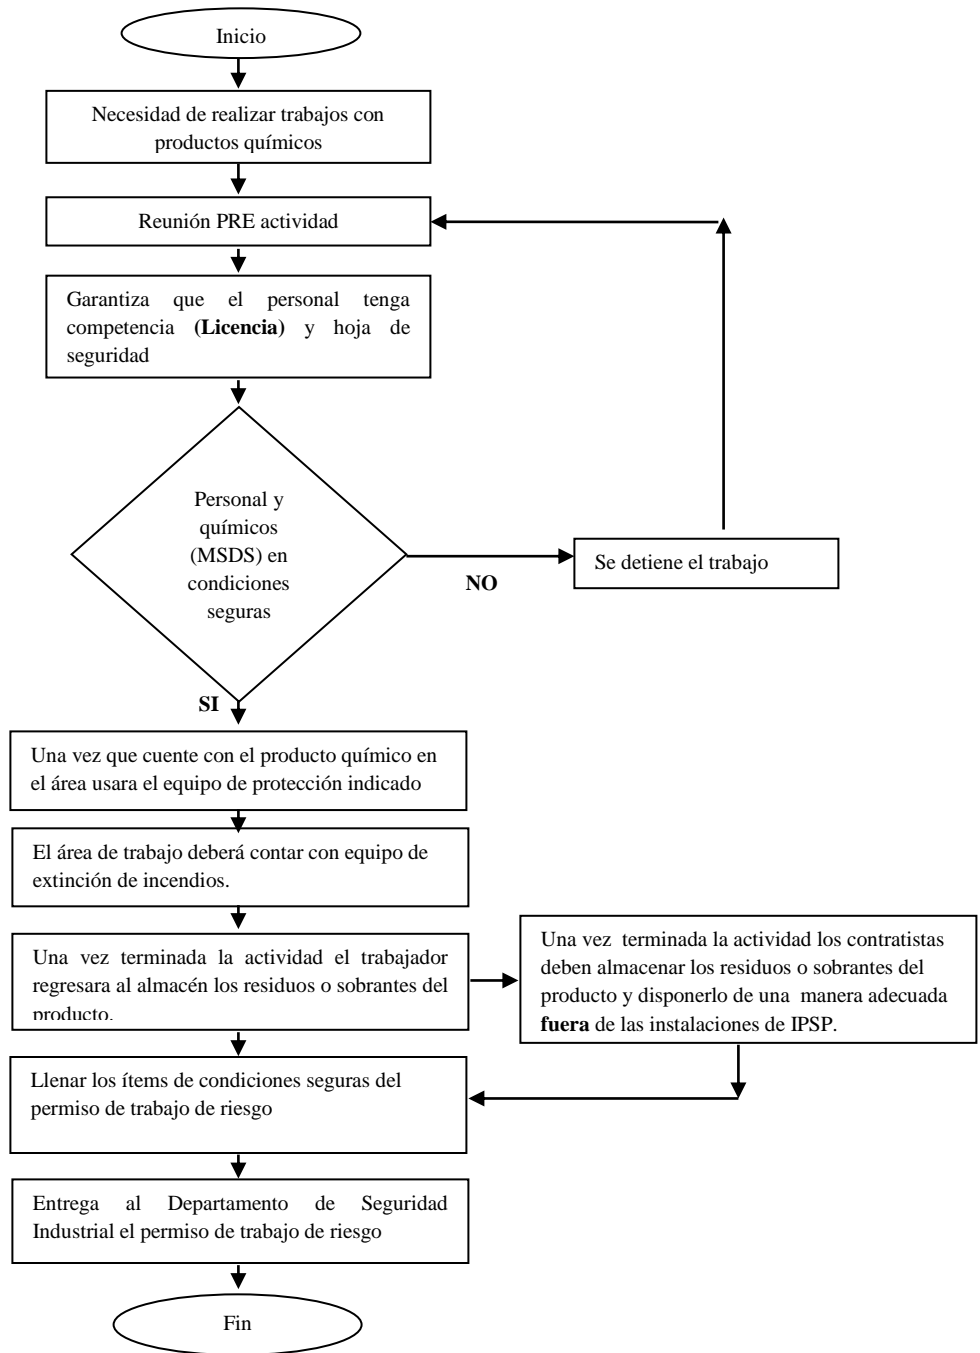 Inicio
Necesidad de realizar trabajos con
productos químicos
Reunión PRE actividad
Garantiza que el personal tenga
competencia (Licencia) y hoja de
seguridad
Personal y
químicos
(MSDS) en
condiciones
seguras
NO
Se detiene el trabajo
SI
Una vez que cuente con el producto químico en
el área usara el equipo de protección indicado
El área de trabajo deberá contar con equipo de
extinción de incendios.
Una vez terminada la actividad el trabajador
regresara al almacén los residuos o sobrantes del
producto.
Una vez terminada la actividad los contratistas
deben almacenar los residuos o sobrantes del
producto y disponerlo de una manera adecuada
fuera de las instalaciones de IPSP.
Llenar los ítems de condiciones seguras del
permiso de trabajo de riesgo
Entrega al Departamento de Seguridad
Industrial el permiso de trabajo de riesgo
Fin